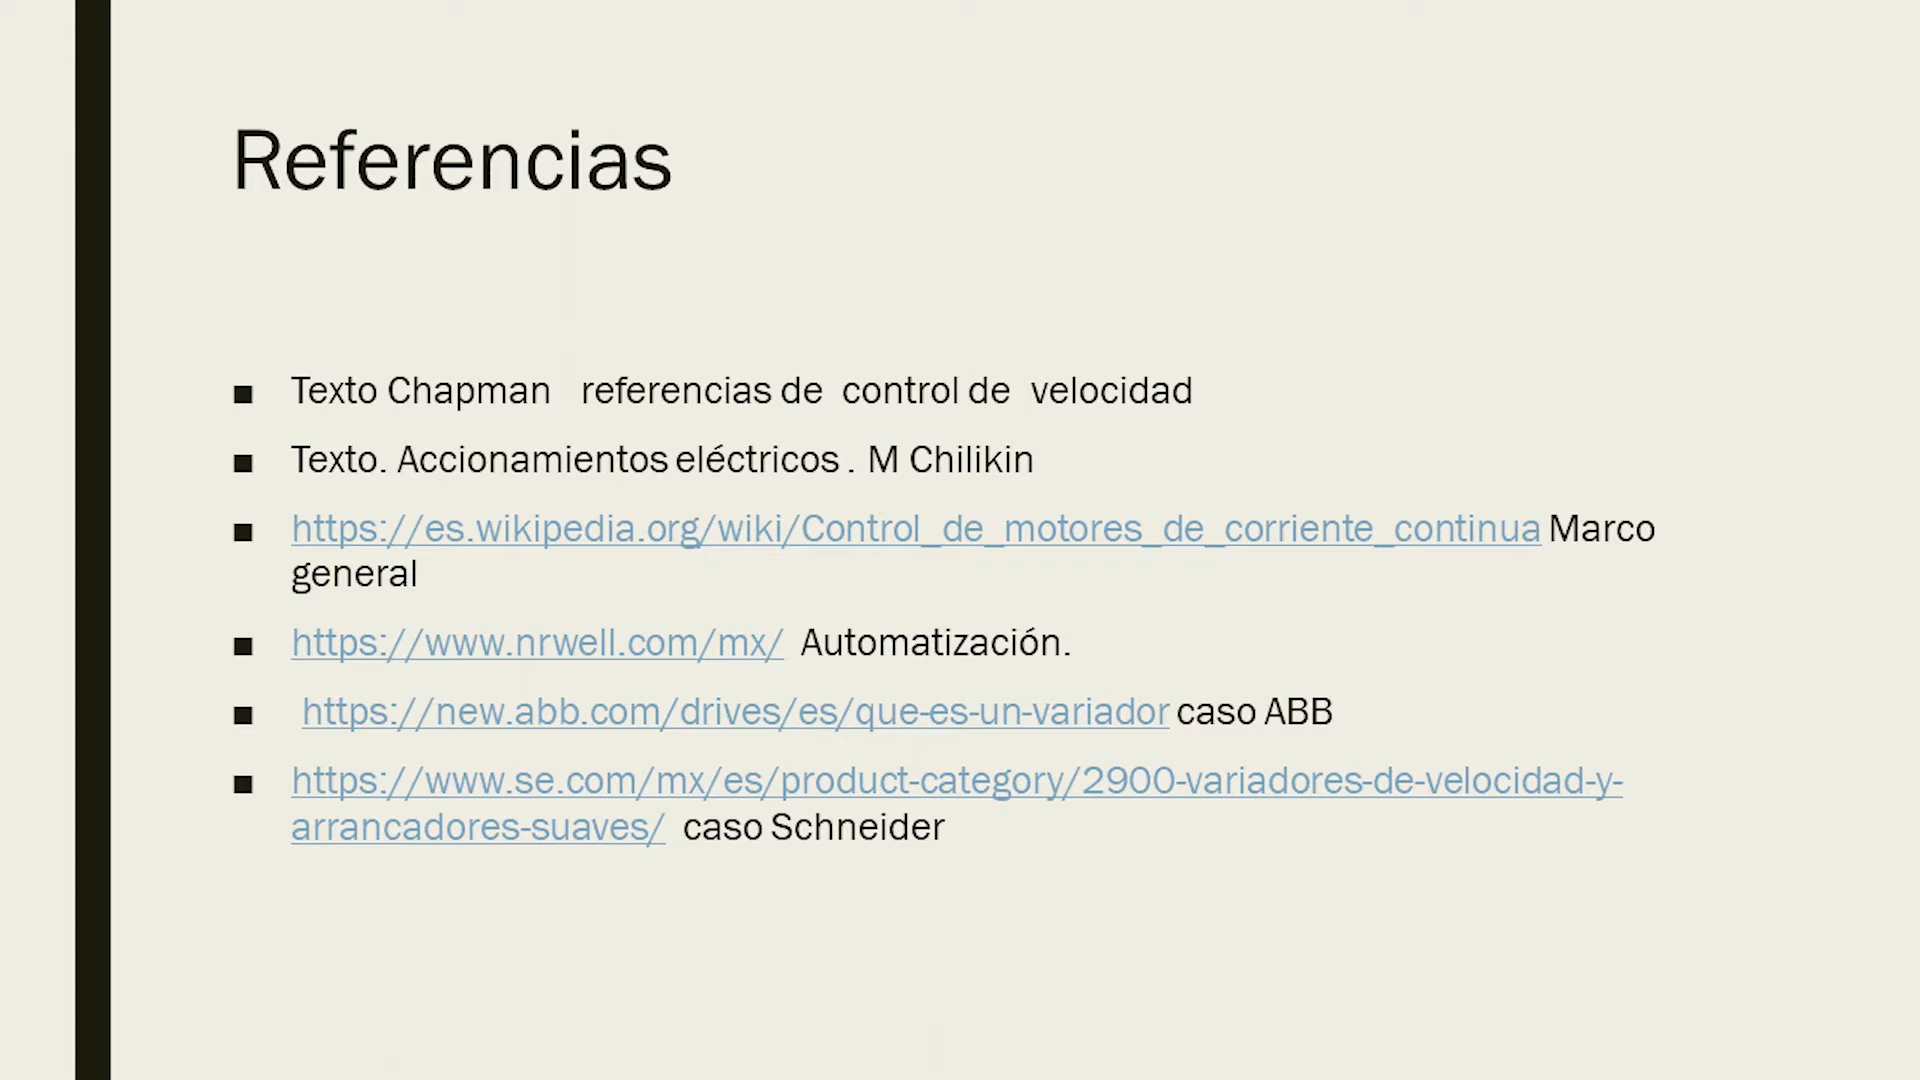 Referencias
■ Texto Chapman referencias de control de velocidad
■ Texto. Accionamientos eléctricos . M Chilikin
■ https://es.wikipedia.org/wiki/Control_de_motores_de_corriente_continua Marco
general
■ https://www.nrwell.com/mx/ Automatización.
■ https://new.abb.com/drives/es/que-es-un-variador caso ABB
■ https://www.se.com/mx/es/product-category/2900-variadores-de-velocidad-y-
arrancadores-suaves/ caso Schneider